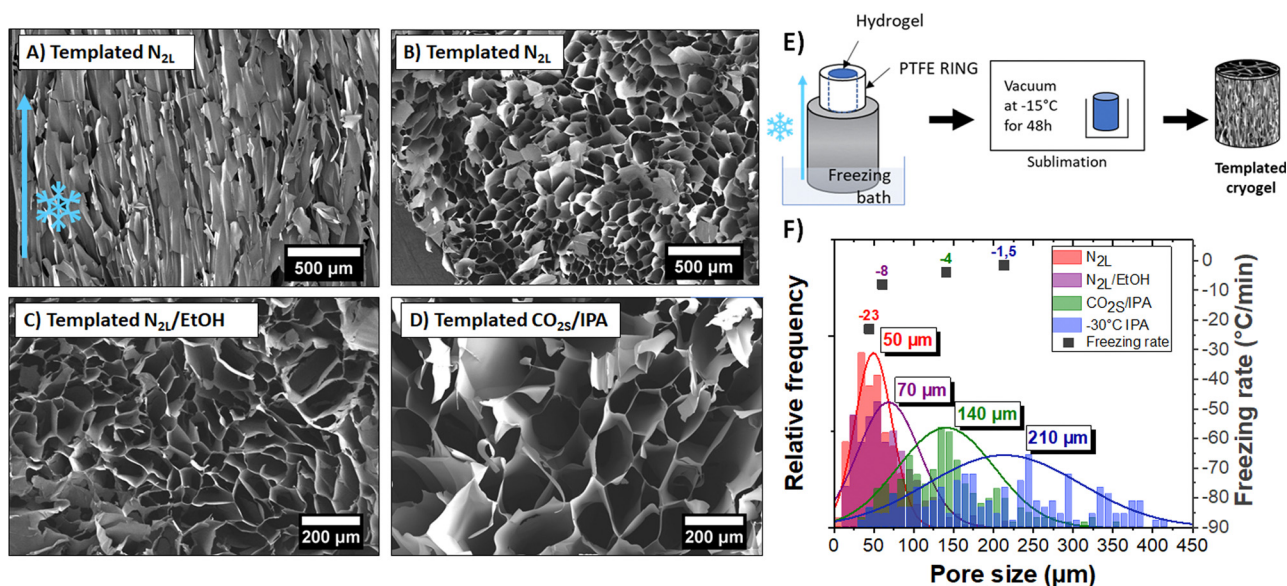 A) Templated N2L
500 µm
B) Templated N2L
500 µm
C) Templated N2L/EtOH
200 µm
D) Templated CO2S/IPA
200 µm
E)
Hydrogel
PTFE RING
Freezing
bath
Vacuum
at -15°C
for 48h
Sublimation
Templated
cryogel
F)
Relative frequency
-23
-8
-4
-1,5
50 µm
70 µm
140 µm
210 µm
N2L
N2L/EtOH
CO2S/IPA
-30°C IPA
Freezing rate
0
-10
-20
-30
-40
-50
-60
-70
-80
-90
Freezing rate (°C/min)
0 50 100 150 200 250 300 350 400 450
Pore size (µm)